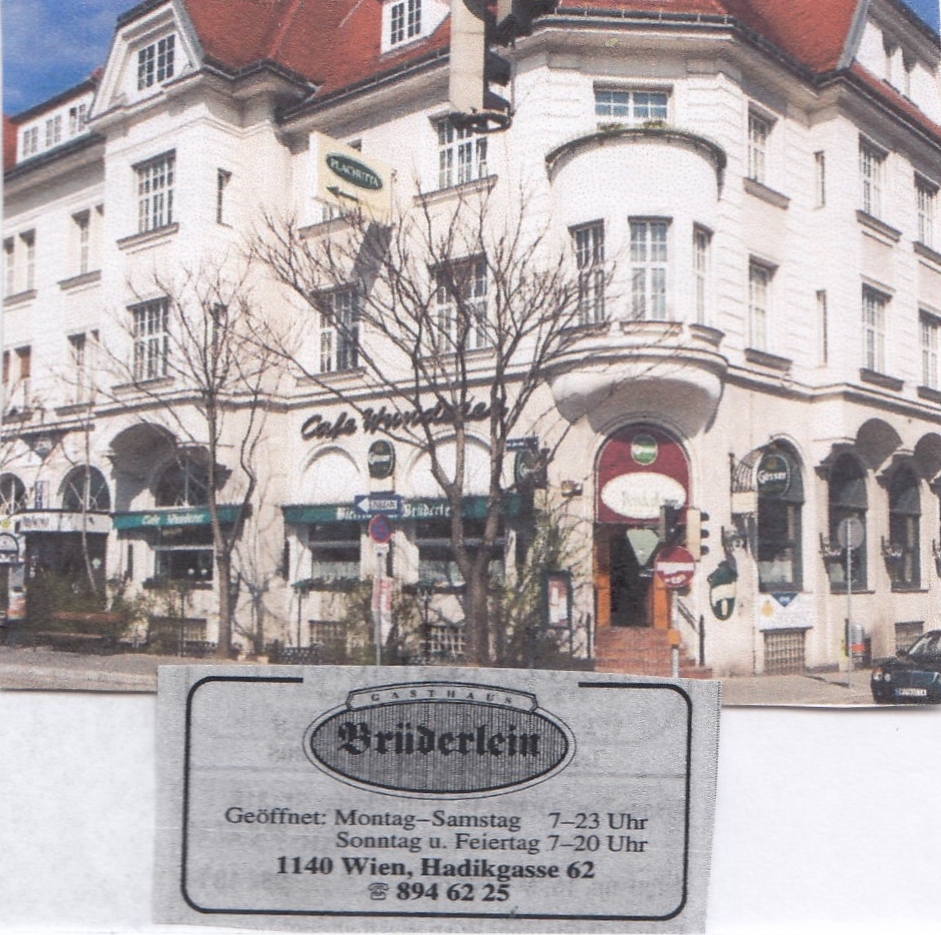 PLACHUTTA
Cafe Wunderer
Gösser
Cafe Wunderer
GASTHAUS
Brüderlein
Geöffnet: Montag–Samstag 7–23 Uhr
Sonntag u. Feiertag 7–20 Uhr
1140 Wien, Hadikgasse 62
☏ 894 62 25